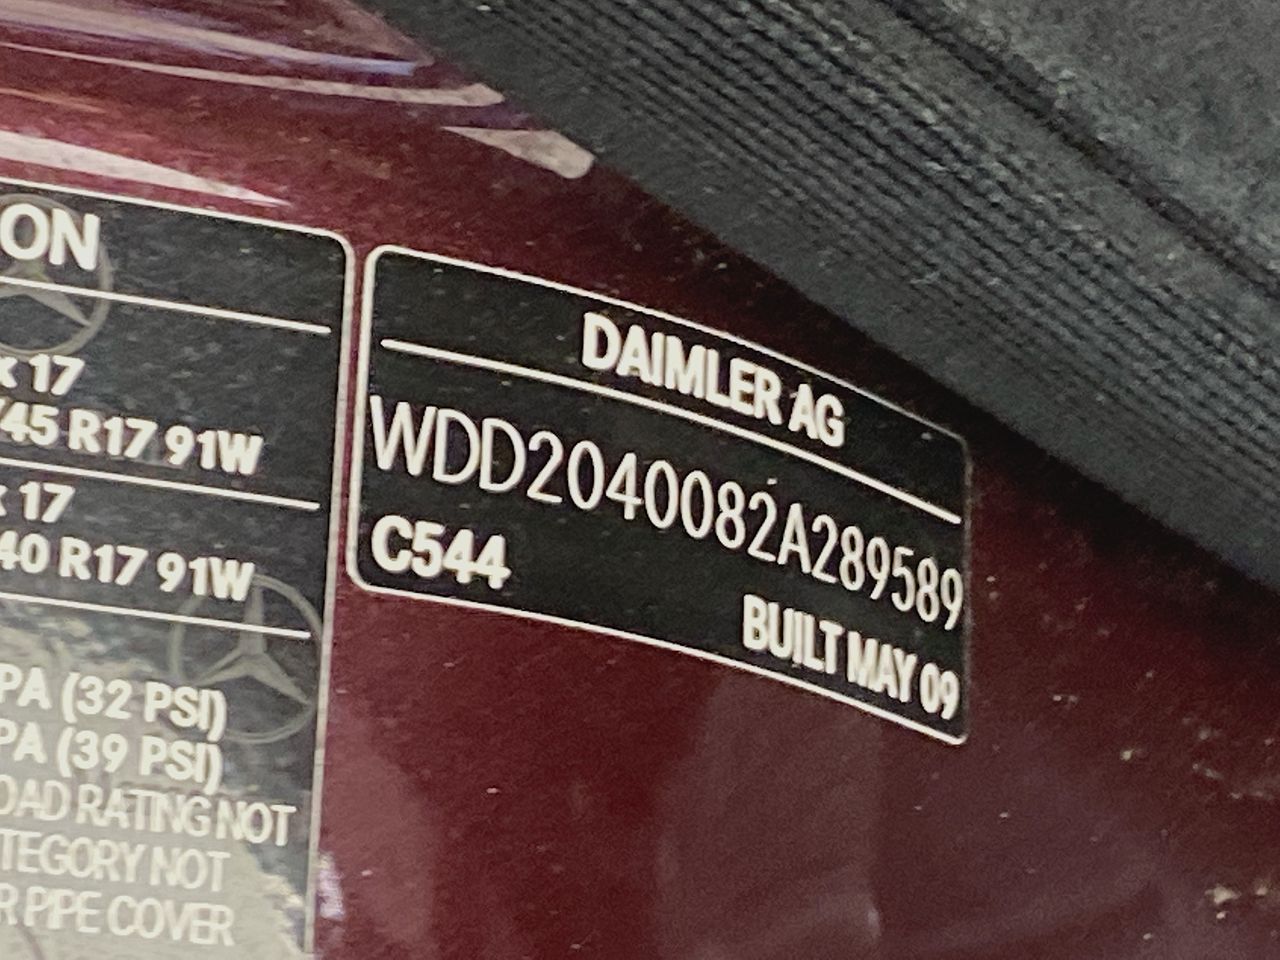 ON
x 17
/45 R17 91W
x 17
40 R17 91W
PA (32 PSI)
PA (39 PSI)
OAD RATING NOT
TEGORY NOT
R PIPE COVER
DAIMLER AG
WDD2040082A289589
C544
BUILT MAY 09